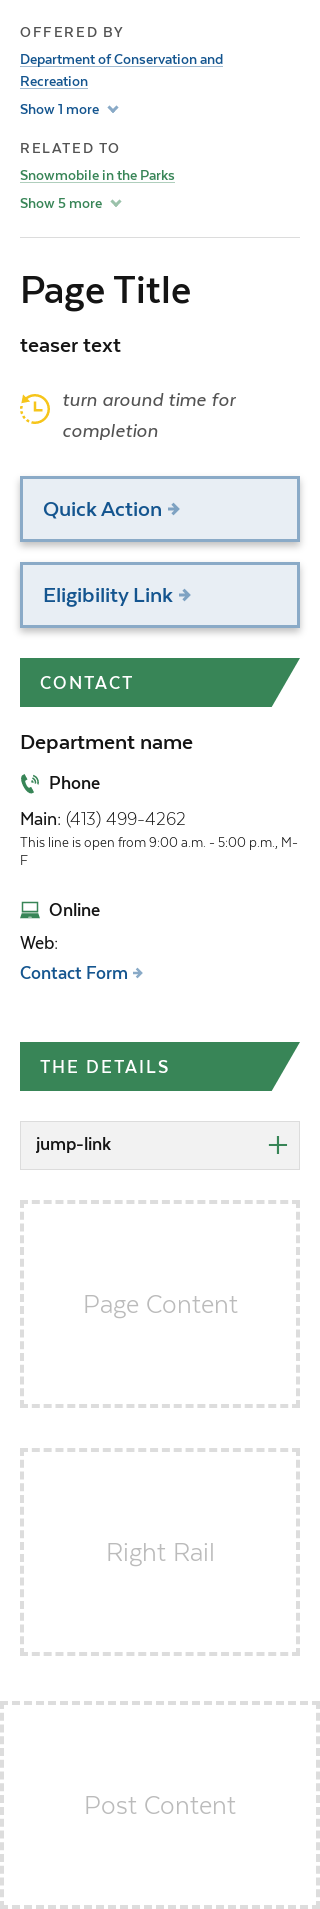 OFFERED BY
Department of Conservation and
Recreation
Show 1 more
RELATED TO
Snowmobile in the Parks
Show 5 more
Page Title
teaser text
turn around time for
completion
Quick Action
Eligibility Link
CONTACT
Department name
Phone
Main: (413) 499-4262
This line is open from 9:00 a.m. - 5:00 p.m., M-
F
Online
Web:
Contact Form
THE DETAILS
jump-link
Page Content
Right Rail
Post Content